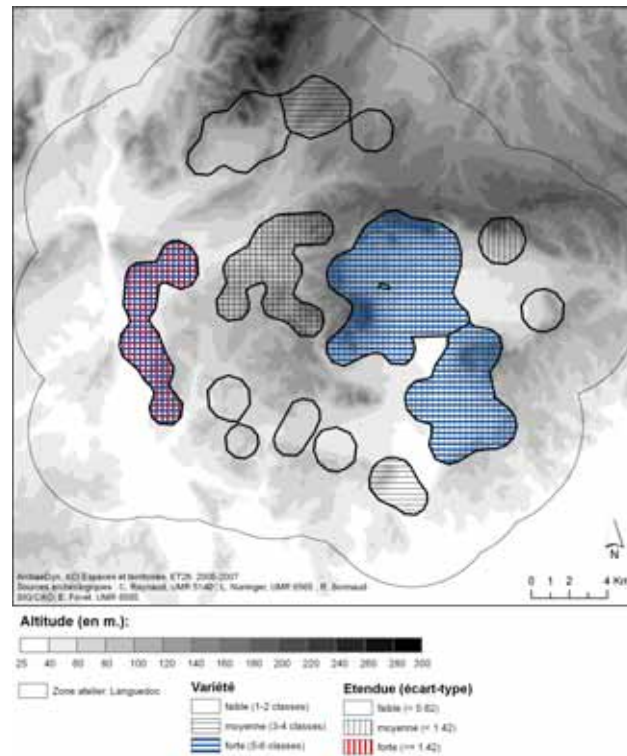 N
0 1 2 4 Km
ArchaeDyn, ACI Espaces et territoires, ET28, 2005-2007
Sources archéologiques : C. Raynaud, UMR 5140 ; L. Nuninger, UMR 6565 ; R. Bonnaud
SIG/CAO: E. Fovet, UMR 6565
Altitude (en m.):
25 40 60 80 100 120 140 160 180 200 220 240 260 280 300
Zone atelier: Languedoc
Variété
faible (1-2 classes)
moyenne (3-4 classes)
forte (5-6 classes)
Etendue (écart-type)
faible (< 0.62)
moyenne (< 1.42)
forte (>= 1.42)